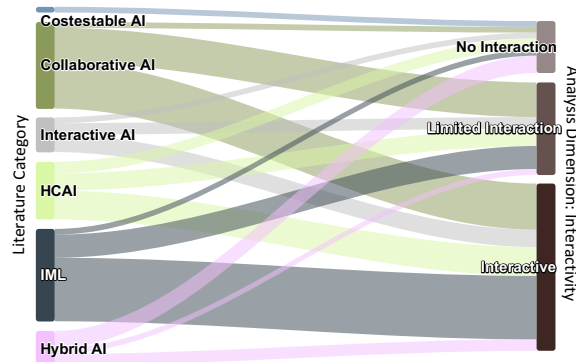 Costestable AI
Collaborative AI
Interactive AI
HCAI
IML
Hybrid AI
Literature Category
No Interaction
Limited Interaction
Interactive
Analysis Dimension: Interactivity